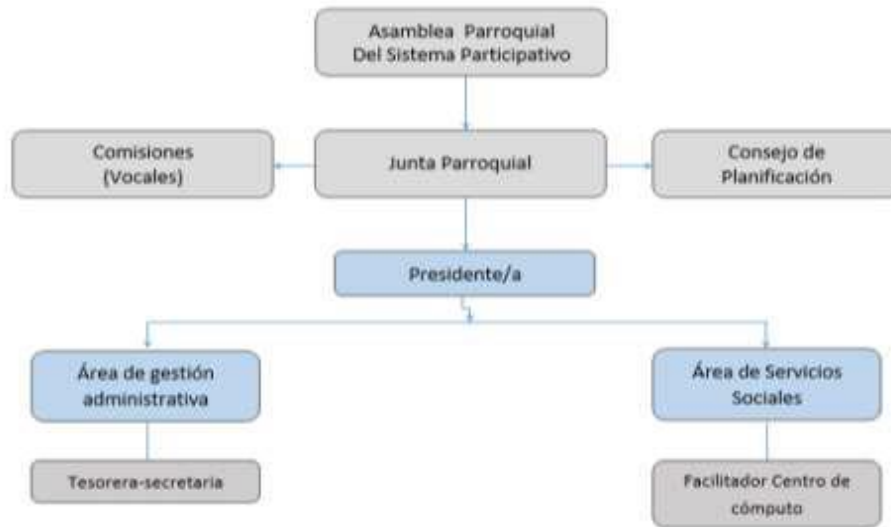 Asamblea Parroquial
Del Sistema Participativo
Comisiones
(Vocales)
Junta Parroquial
Consejo de
Planificación
Presidente/a
Área de gestión
administrativa
Área de Servicios
Sociales
Tesorera-secretaria
Facilitador Centro de
cómputo